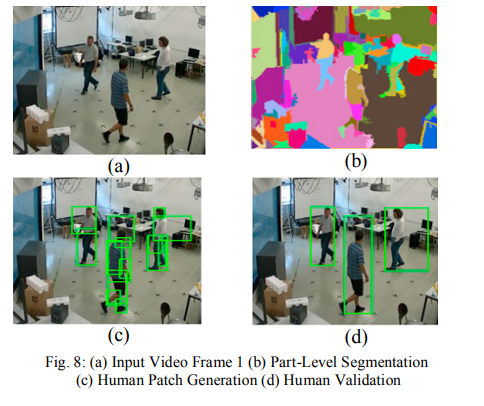 (a)
(b)
(c)
(d)
Fig. 8: (a) Input Video Frame 1 (b) Part-Level Segmentation
(c) Human Patch Generation (d) Human Validation